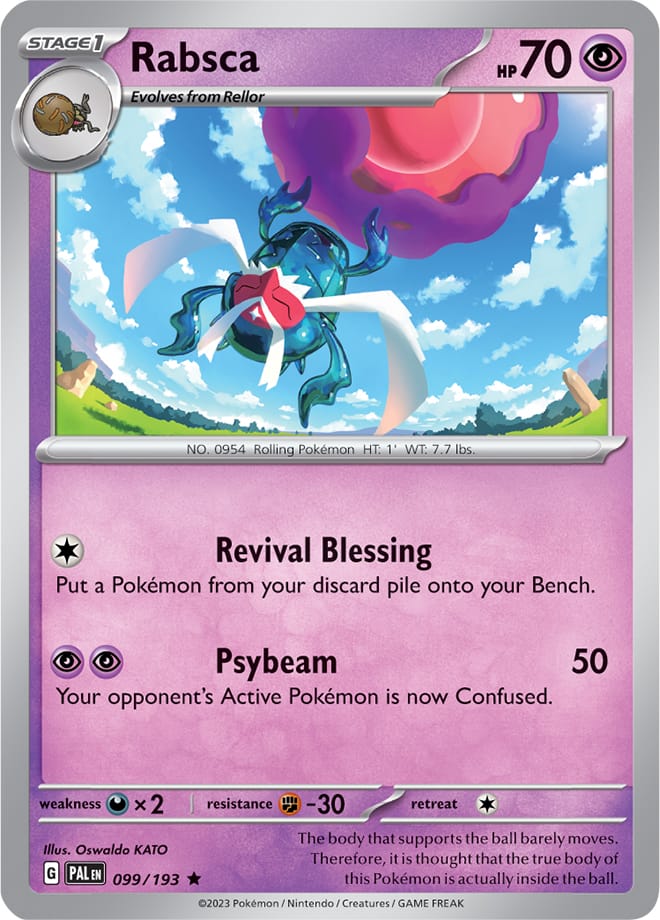 STAGE 1
Rabsca
HP 70
Evolves from Rellor
NO. 0954 Rolling Pokémon HT: 1' WT: 7.7 lbs.
Revival Blessing
Put a Pokémon from your discard pile onto your Bench.
Psybeam 50
Your opponent's Active Pokémon is now Confused.
weakness ×2 resistance -30 retreat
Illus. Oswaldo KATO
The body that supports the ball barely moves.
Therefore, it is thought that the true body of
this Pokémon is actually inside the ball.
G PAL EN 099/193 ★
©2023 Pokémon / Nintendo / Creatures / GAME FREAK